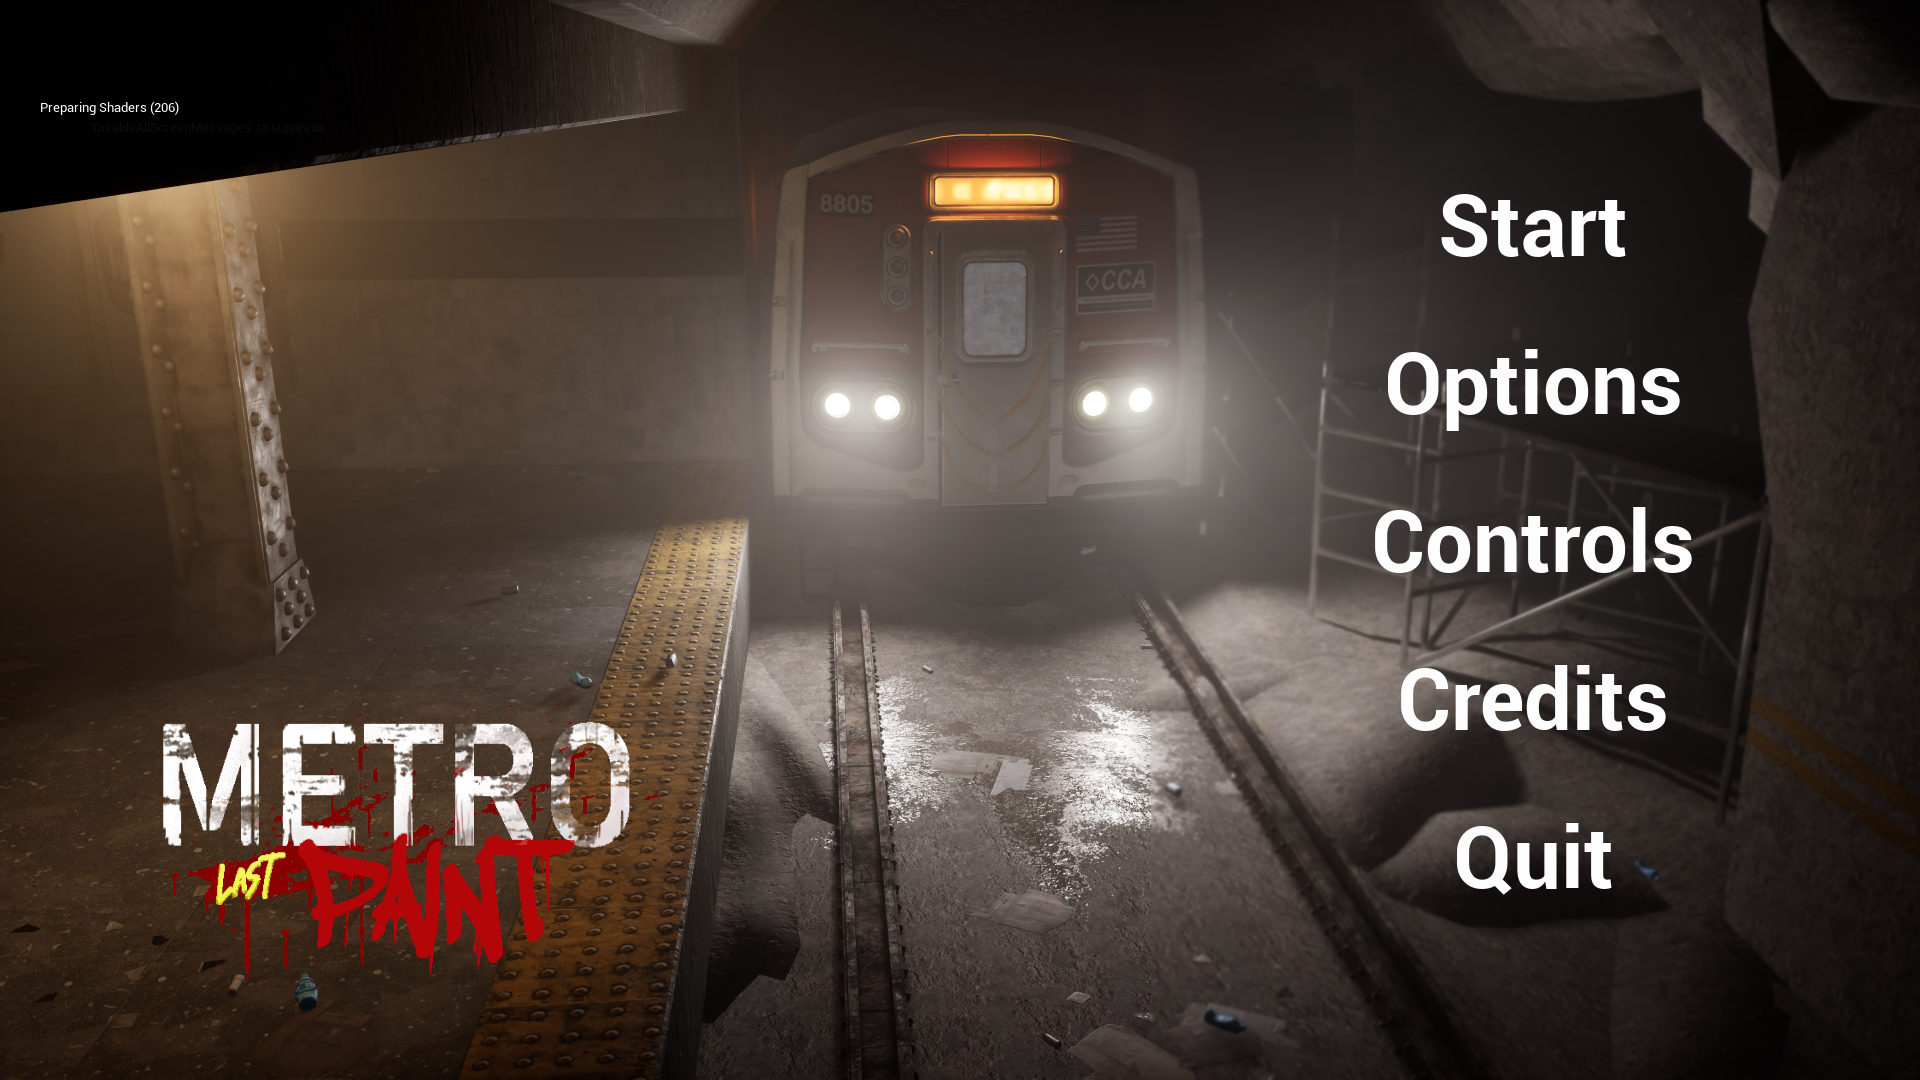 Preparing Shaders (206)
'DisableAllScreenMessages' to suppress
8805
CCA
Start
Options
Controls
Credits
Quit
METRO
LAST PAINT